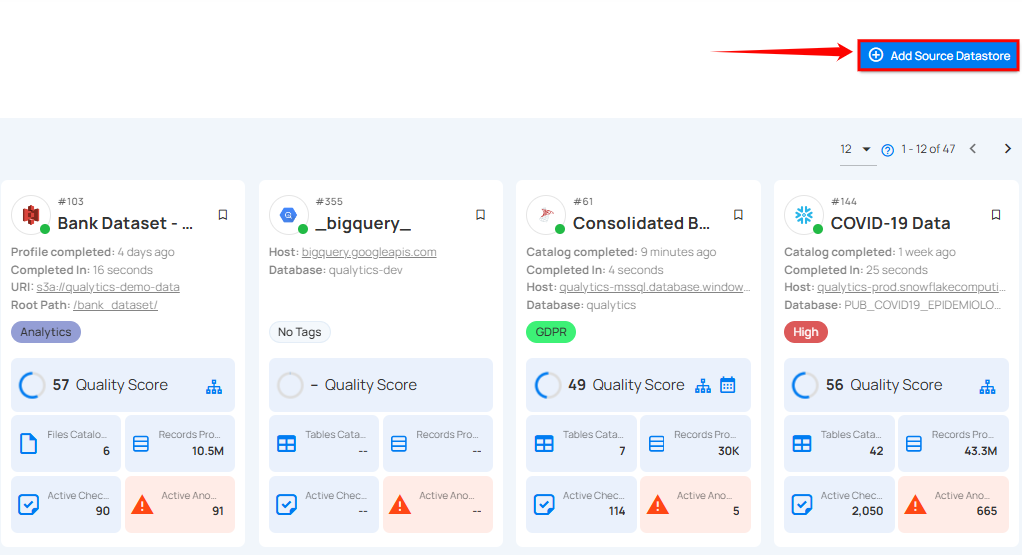 Add Source Datastore
12
1 - 12 of 47
#103
Bank Dataset - ...
Profile completed: 4 days ago
Completed In: 16 seconds
URI: s3a://qualytics-demo-data
Root Path: /bank_dataset/
Analytics
57 Quality Score
Files Catalo...
6
Records Pro...
10.5M
Active Chec...
90
Active Ano...
91
#355
_bigquery_
Host: bigquery.googleapis.com
Database: qualytics-dev
No Tags
– Quality Score
Tables Cata...
--
Records Pro...
--
Active Chec...
--
Active Ano...
--
#61
Consolidated B...
Catalog completed: 9 minutes ago
Completed In: 4 seconds
Host: qualytics-mssql.database.window...
Database: qualytics
GDPR
49 Quality Score
Tables Cata...
7
Records Pro...
30K
Active Chec...
114
Active Ano...
5
#144
COVID-19 Data
Catalog completed: 1 week ago
Completed In: 25 seconds
Host: qualytics-prod.snowflakecomputi...
Database: PUB_COVID19_EPIDEMIOLO...
High
56 Quality Score
Tables Cata...
42
Records Pro...
43.3M
Active Chec...
2,050
Active Ano...
665